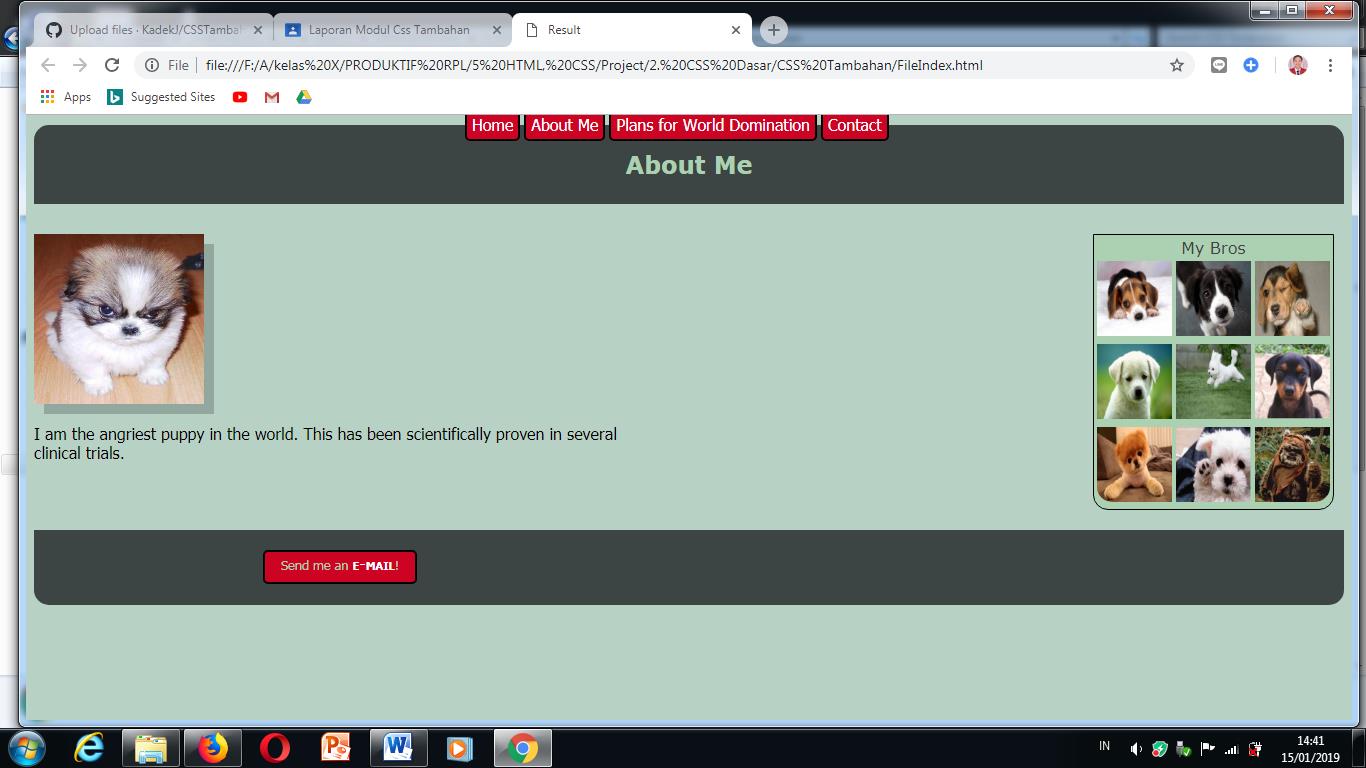 Upload files · KadekJ/CSSTambah
Laporan Modul Css Tambahan
Result
File
file:///F:/A/kelas%20X/PRODUKTIF%20RPL/5%20HTML,%20CSS/Project/2.%20CSS%20Dasar/CSS%20Tambahan/FileIndex.html
Apps
Suggested Sites
Home
About Me
Plans for World Domination
Contact
About Me
My Bros
I am the angriest puppy in the world. This has been scientifically proven in several
clinical trials.
Send me an E-MAIL!
IN
14:41
15/01/2019